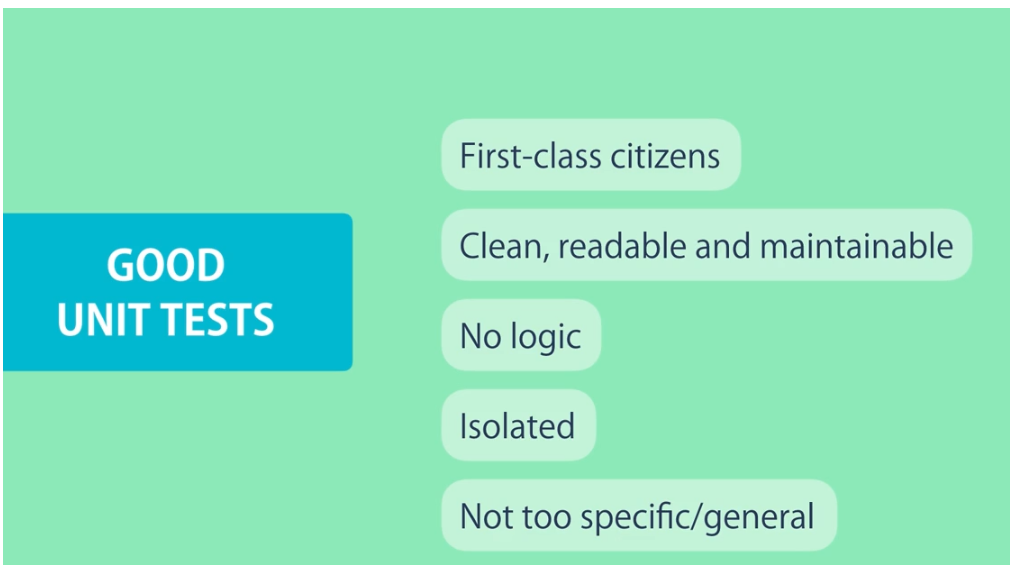 GOOD
UNIT TESTS
First-class citizens
Clean, readable and maintainable
No logic
Isolated
Not too specific/general